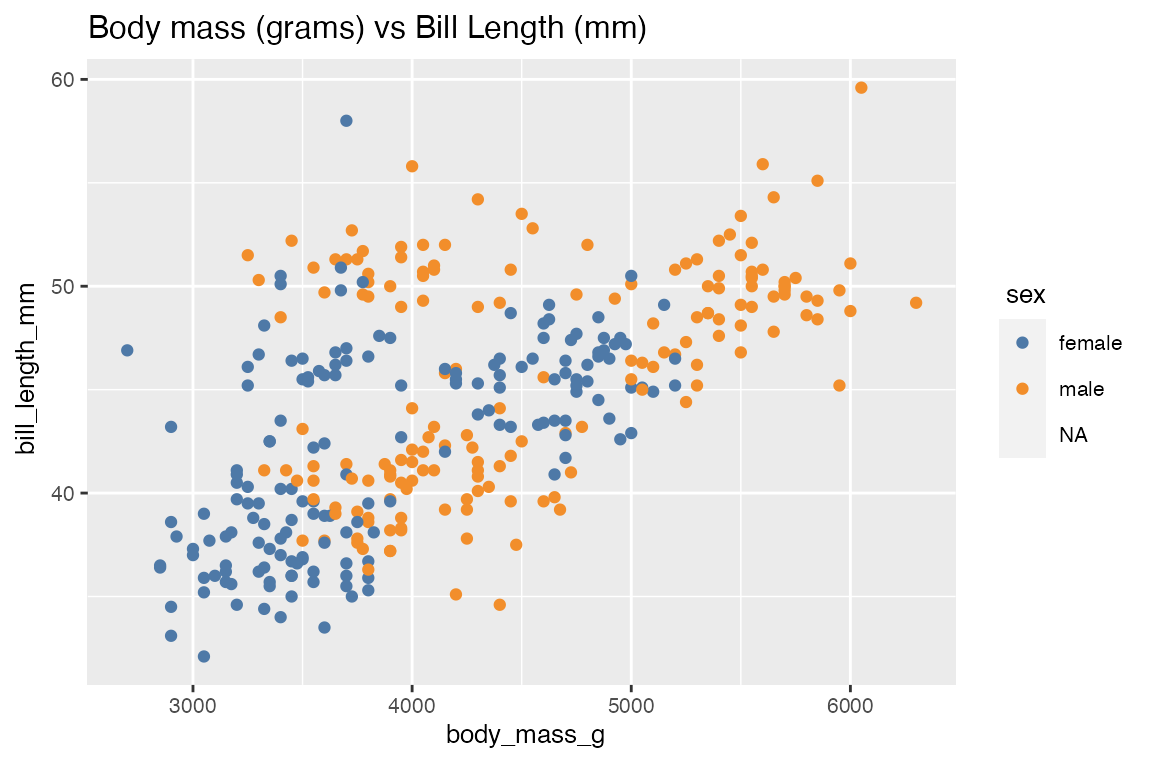 Body mass (grams) vs Bill Length (mm)
60
50
40
bill_length_mm
3000
4000
5000
6000
body_mass_g
sex
female
male
NA